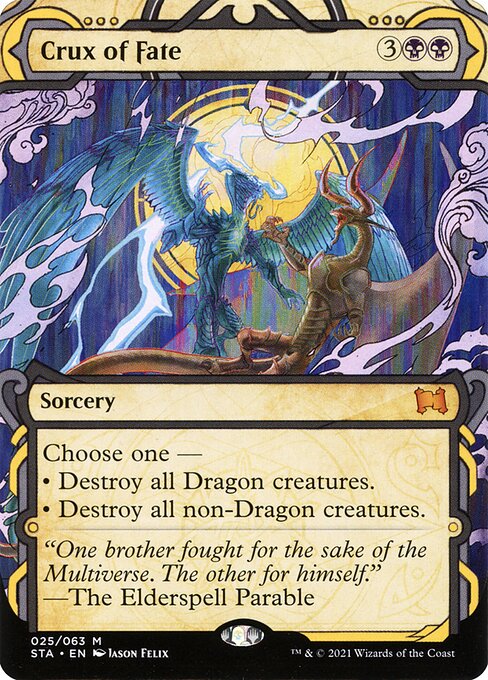 Crux of Fate 3
Sorcery
Choose one —
• Destroy all Dragon creatures.
• Destroy all non-Dragon creatures.
“One brother fought for the sake of the
Multiverse. The other for himself.”
—The Elderspell Parable
025/063 M
STA • EN Jason Felix
™ & © 2021 Wizards of the Coast